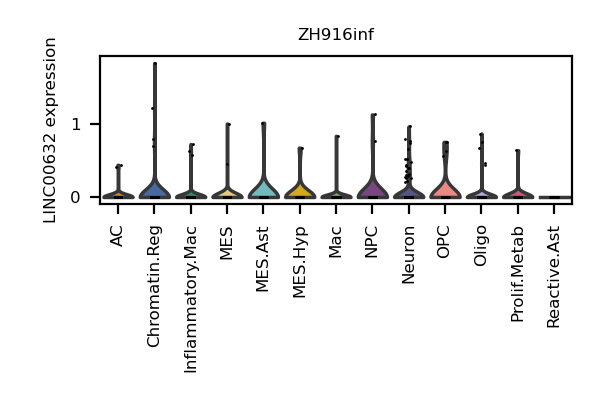 ZH916inf
LINC00632 expression
1
0
AC
Chromatin.Reg
Inflammatory.Mac
MES
MES.Ast
MES.Hyp
Mac
NPC
Neuron
OPC
Oligo
Prolif.Metab
Reactive.Ast